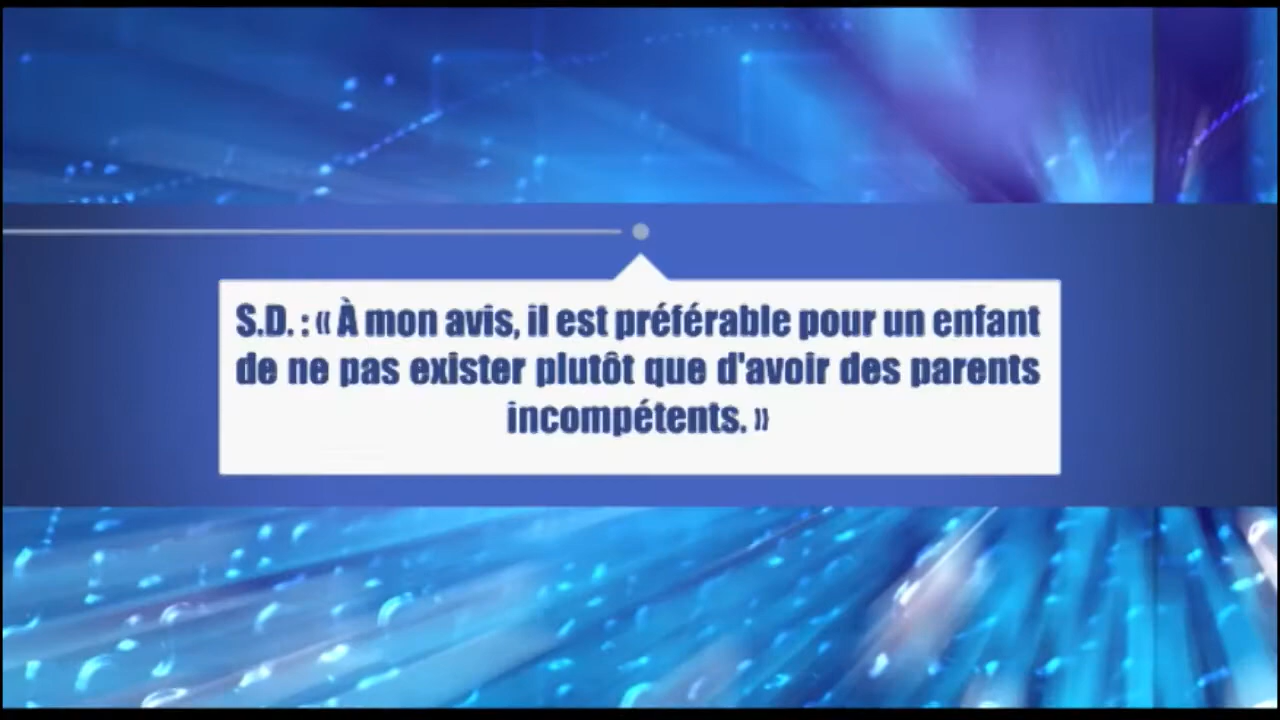 S.D. : « À mon avis, il est préférable pour un enfant
de ne pas exister plutôt que d'avoir des parents
incompétents. »